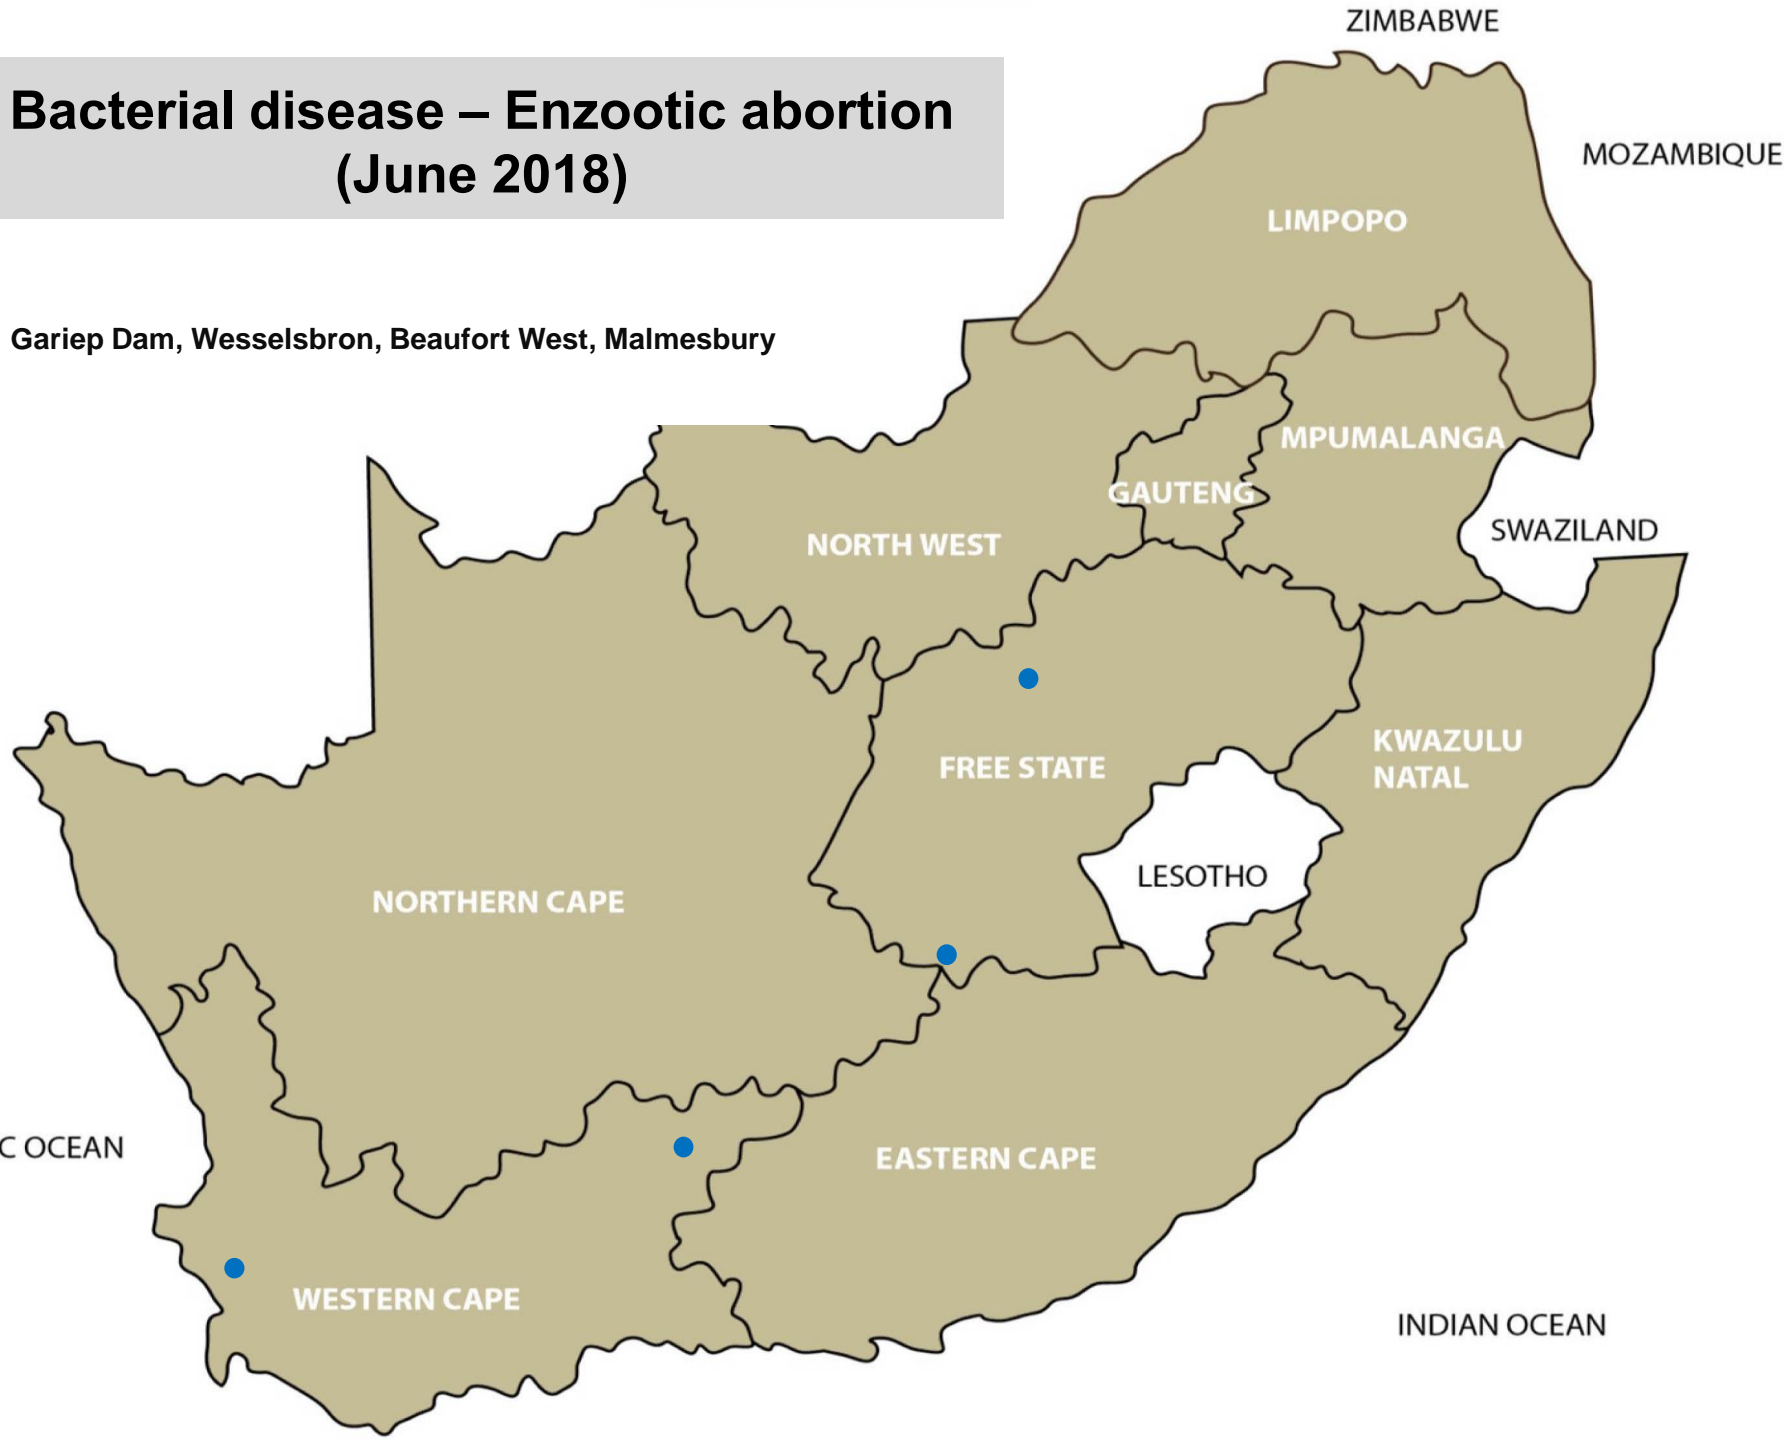 ZIMBABWE
Bacterial disease – Enzootic abortion
(June 2018)
MOZAMBIQUE
LIMPOPO
Gariep Dam, Wesselsbron, Beaufort West, Malmesbury
MPUMALANGA
GAUTENG
SWAZILAND
NORTH WEST
KWAZULU
NATAL
FREE STATE
LESOTHO
NORTHERN CAPE
C OCEAN
EASTERN CAPE
WESTERN CAPE
INDIAN OCEAN